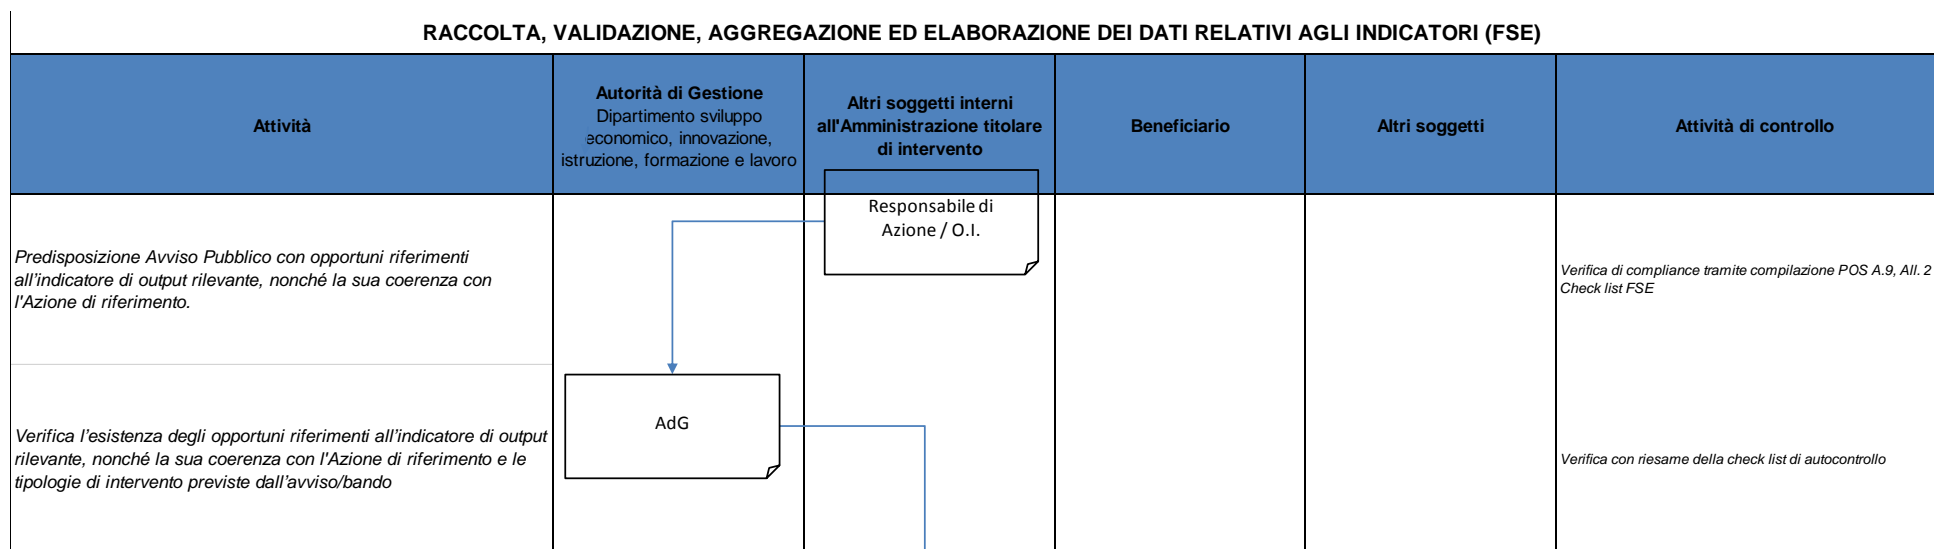 RACCOLTA, VALIDAZIONE, AGGREGAZIONE ED ELABORAZIONE DEI DATI RELATIVI AGLI INDICATORI (FSE)
Attività
Autorità di Gestione
Dipartimento sviluppo
economico, innovazione,
istruzione, formazione e lavoro
Altri soggetti interni
all'Amministrazione titolare
di intervento
Beneficiario
Altri soggetti
Attività di controllo
Predisposizione Avviso Pubblico con opportuni riferimenti
all’indicatore di output rilevante, nonché la sua coerenza con
l'Azione di riferimento.
Responsabile di
Azione / O.I.
Verifica di compliance tramite compilazione POS A.9, All. 2
Check list FSE
Verifica l’esistenza degli opportuni riferimenti all’indicatore di output
rilevante, nonché la sua coerenza con l'Azione di riferimento e le
tipologie di intervento previste dall’avviso/bando
AdG
Verifica con riesame della check list di autocontrollo